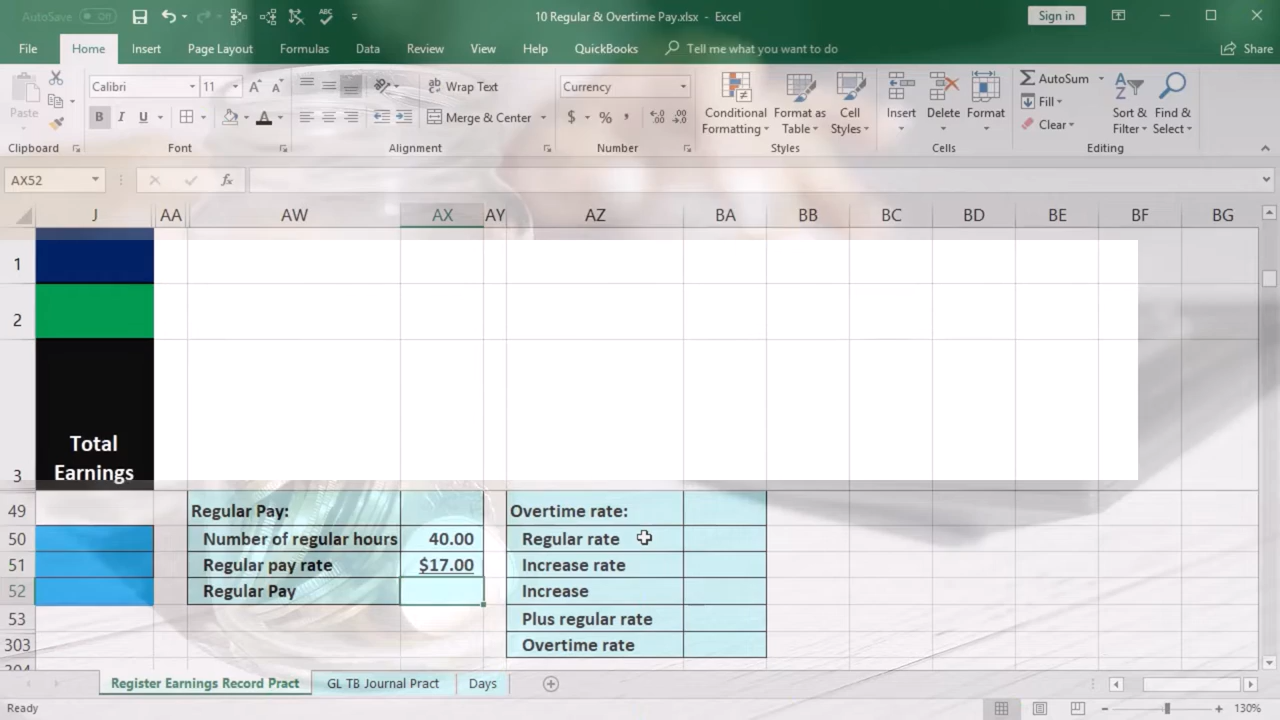 AutoSave Off
10 Regular & Overtime Pay.xlsx - Excel
Sign in
File Home Insert Page Layout Formulas Data Review View Help QuickBooks Tell me what you want to do Share
Paste Calibri 11 Wrap Text Currency Conditional Formatting Format as Table Cell Styles Insert Delete Format AutoSum Fill Clear Sort & Filter Find & Select
B I U Merge & Center $ %
Clipboard Font Alignment Number Styles Cells Editing
AX52 fx
J AA AW AX AY AZ BA BB BC BD BE BF BG
1
2
Total
3 Earnings
49 Regular Pay: Overtime rate:
50 Number of regular hours 40.00 Regular rate
51 Regular pay rate $17.00 Increase rate
52 Regular Pay Increase
53 Plus regular rate
303 Overtime rate
Register Earnings Record Pract GL TB Journal Pract Days
Ready 130%